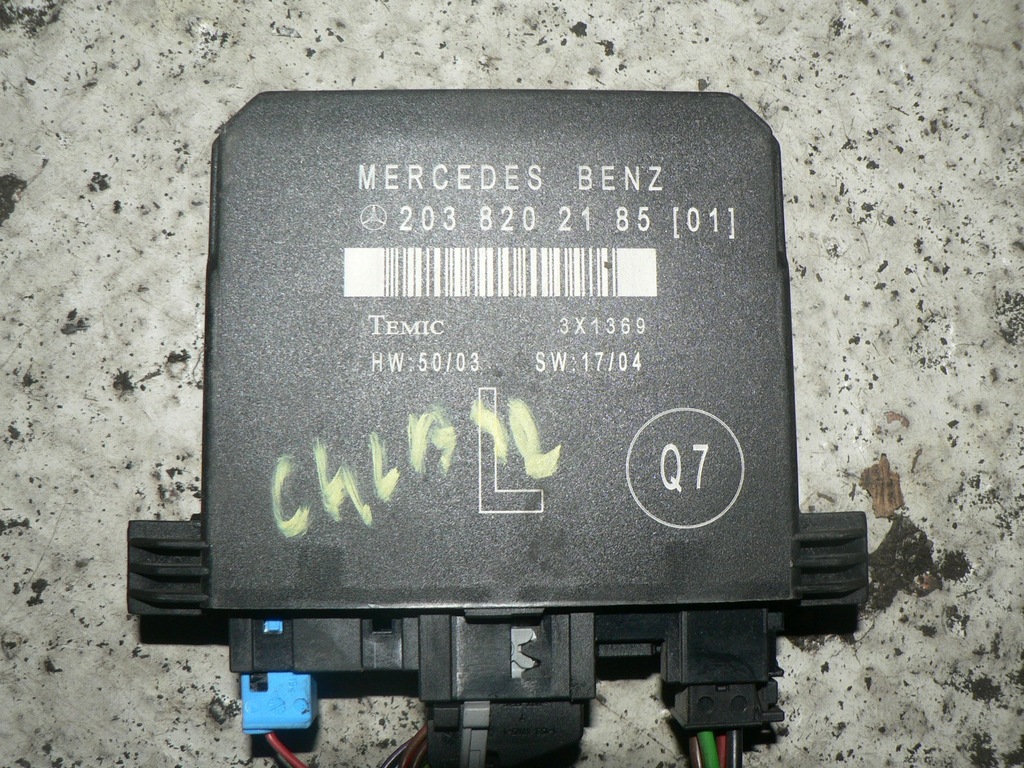 MERCEDES BENZ
203 820 21 85 [01]
TEMIC 3X1369
HW:50/03 SW:17/04
L
Q7